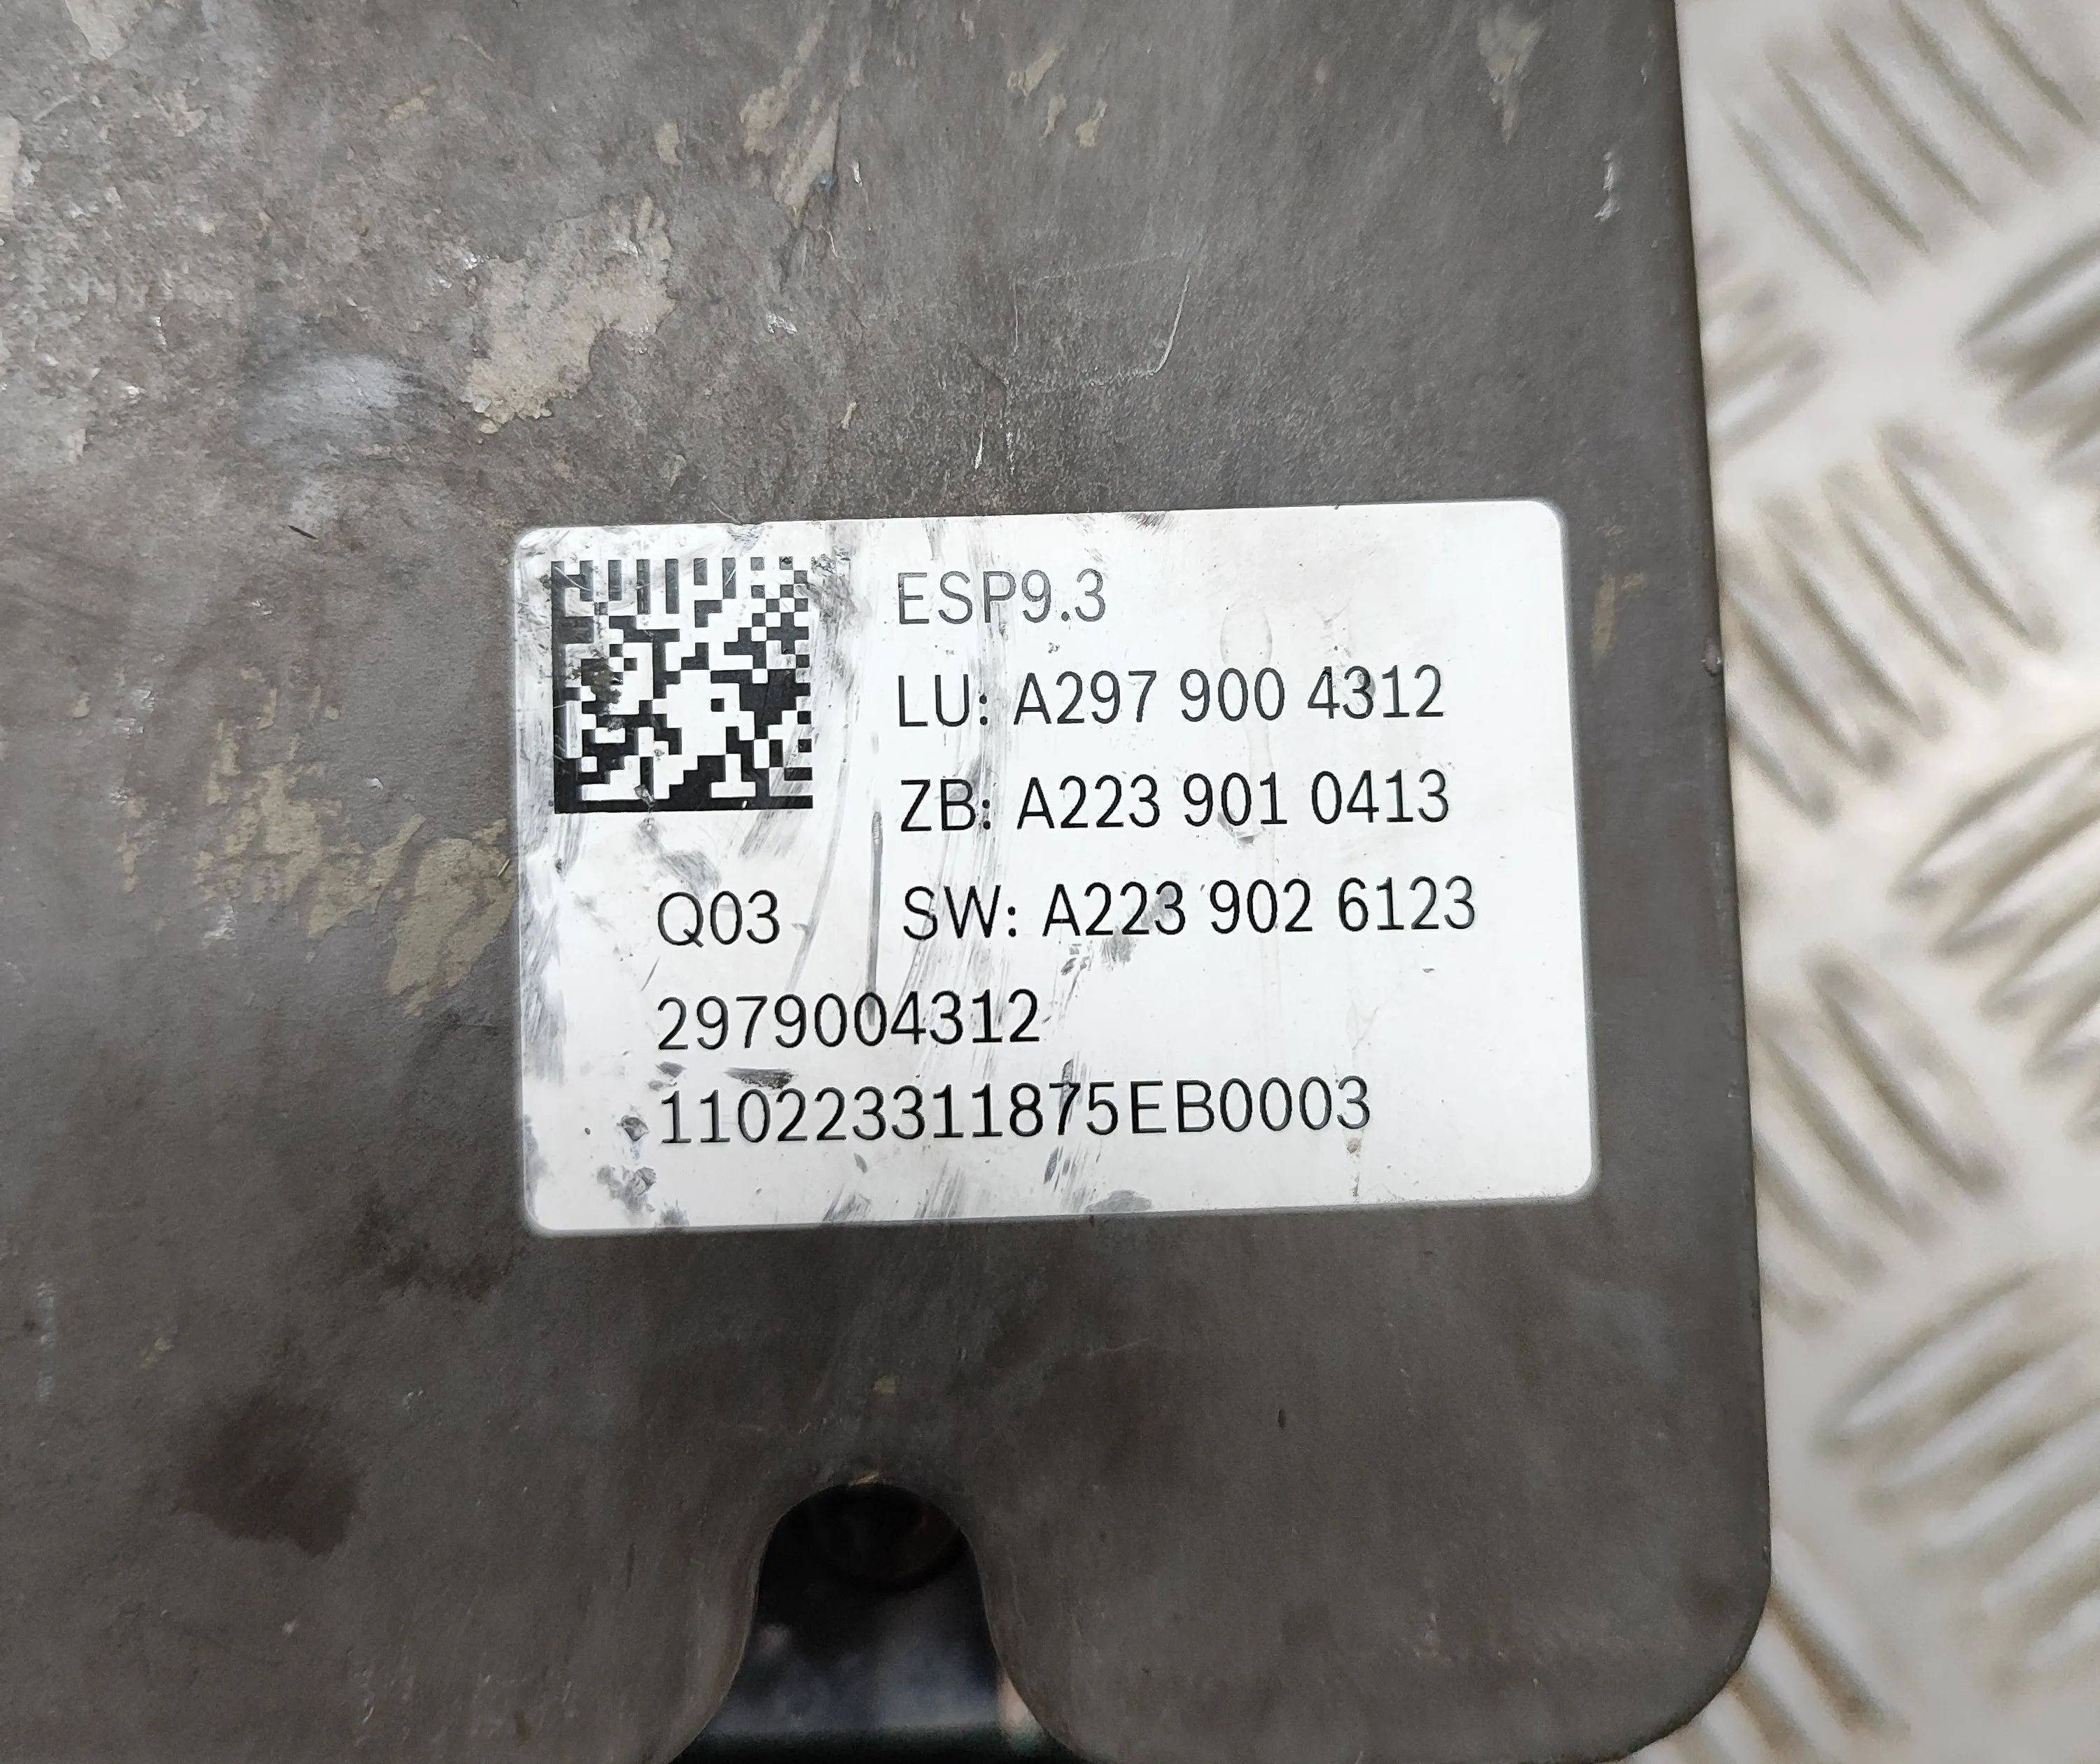 ESP9.3
LU: A297 900 4312
ZB: A223 901 0413
Q03 SW: A223 902 6123
2979004312
110223311875EB0003